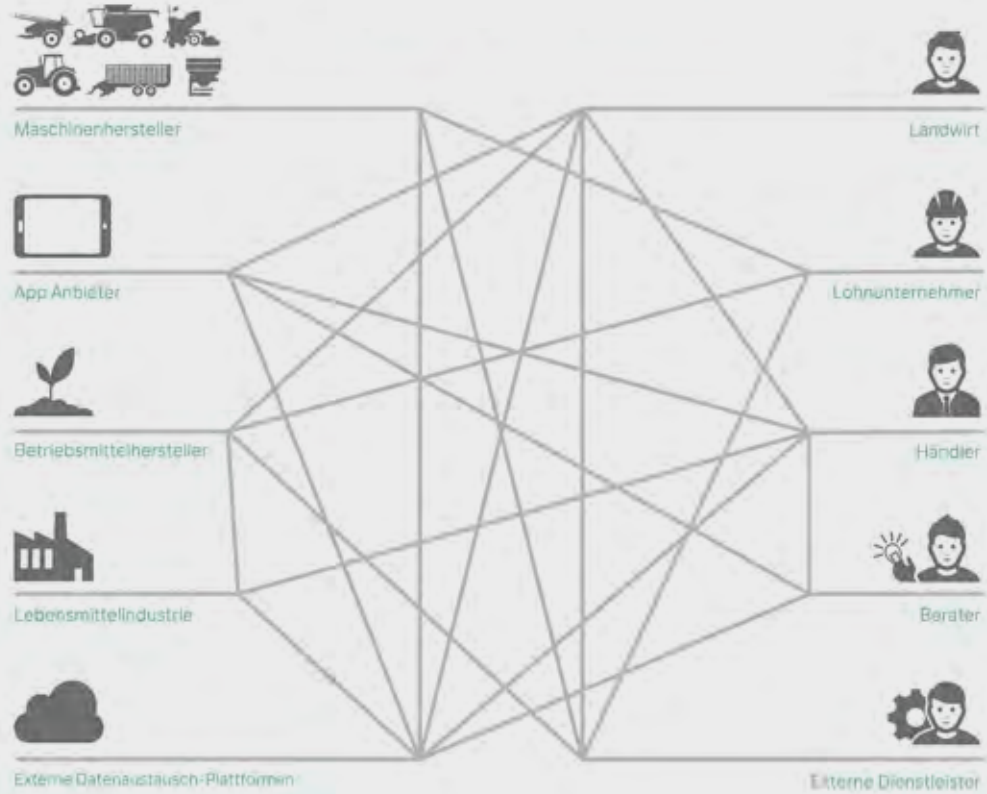 Maschinenhersteller
Landwirt
App Anbieter
Lohnunternehmer
Betriebsmittelhersteller
Händler
Lebensmittelindustrie
Berater
Externe Datenaustausch-Plattformen
Externe Dienstleister